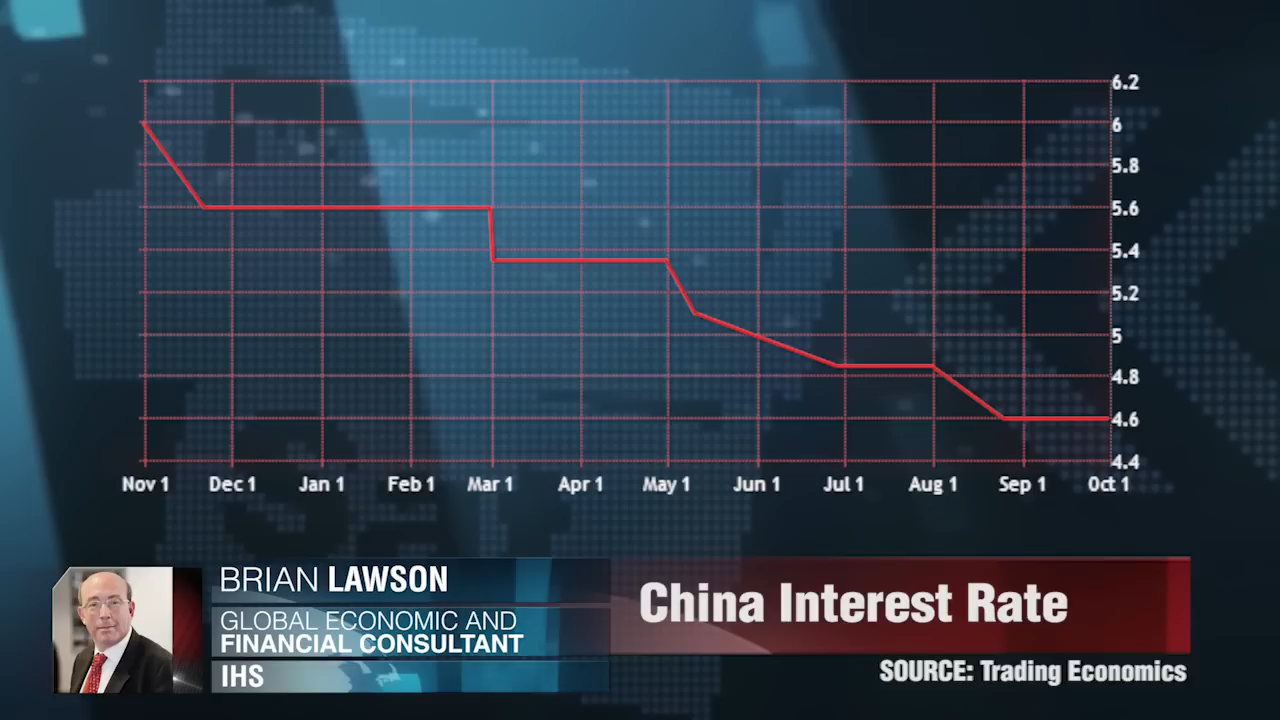 6.2
6
5.8
5.6
5.4
5.2
5
4.8
4.6
4.4
Nov 1 Dec 1 Jan 1 Feb 1 Mar 1 Apr 1 May 1 Jun 1 Jul 1 Aug 1 Sep 1 Oct 1
BRIAN LAWSON
GLOBAL ECONOMIC AND
FINANCIAL CONSULTANT
IHS
China Interest Rate
SOURCE: Trading Economics